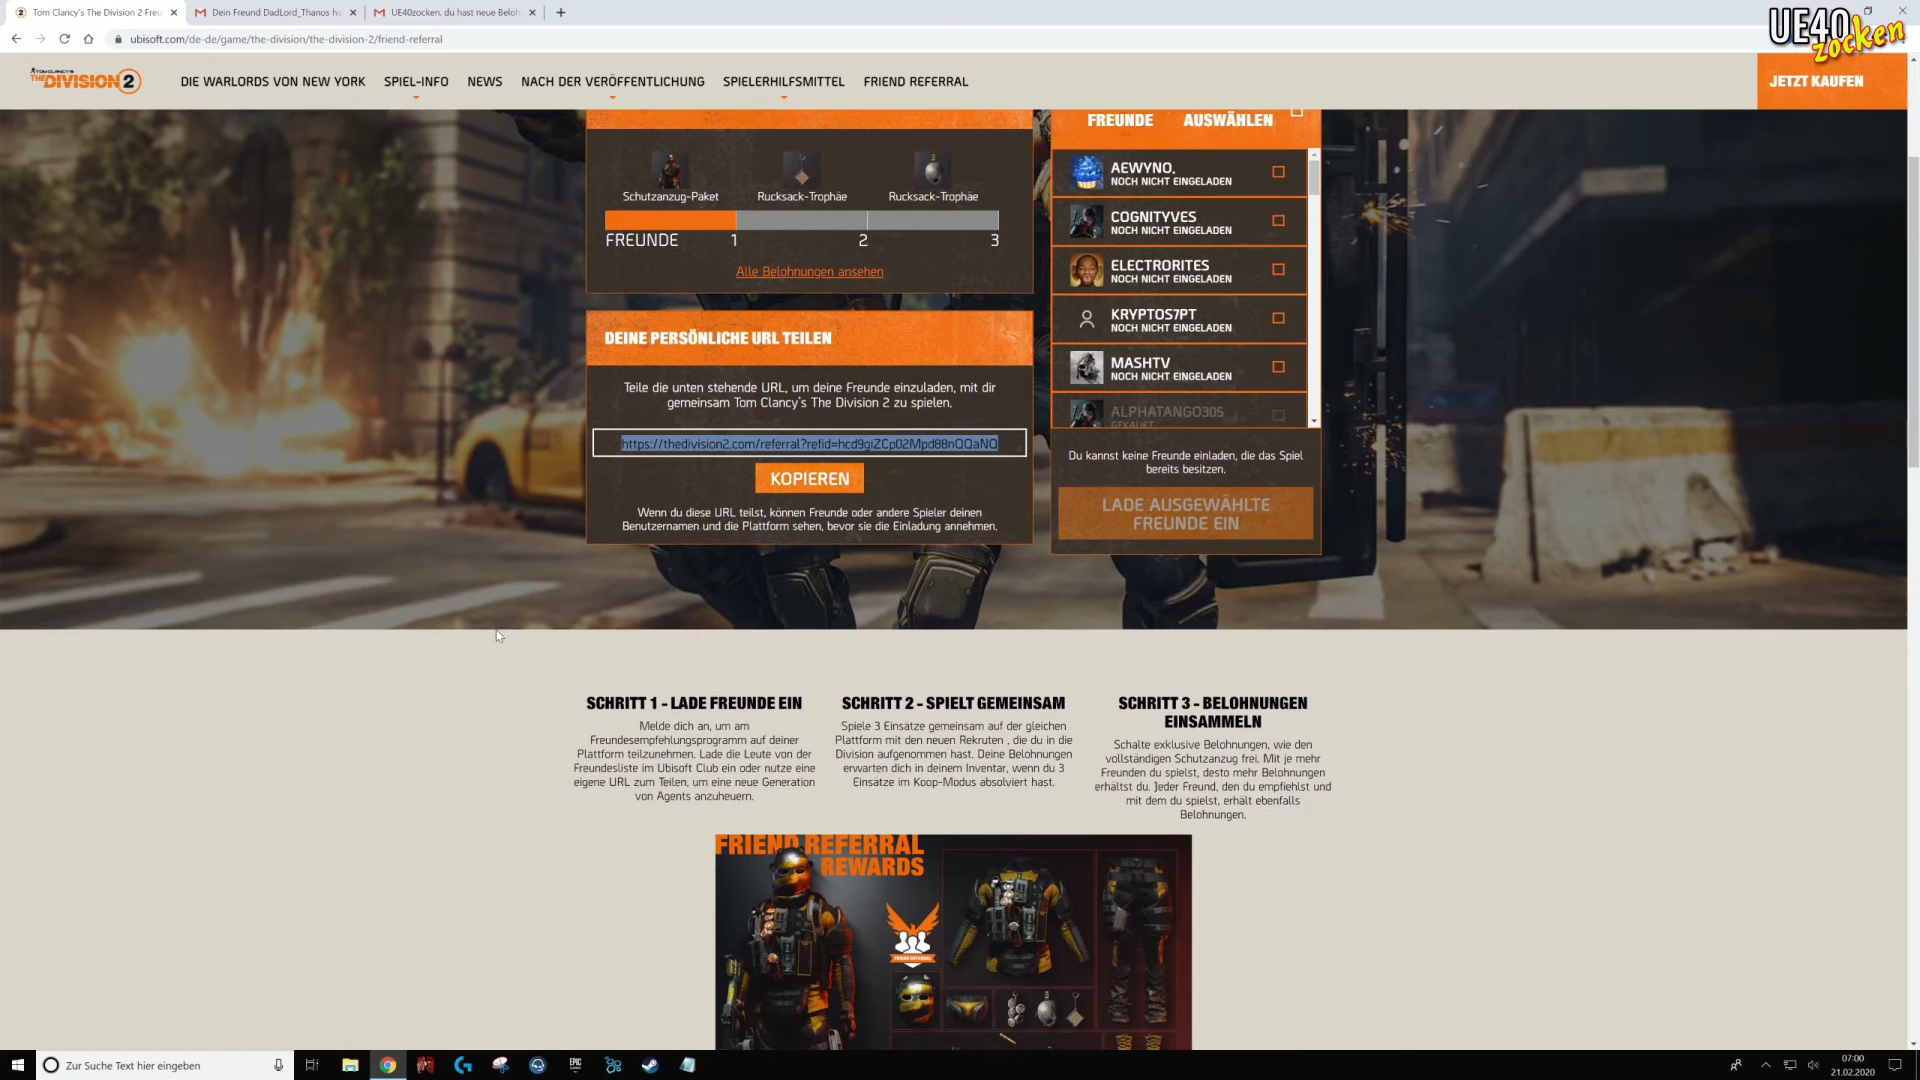 Tom Clancy's The Division 2 Freu
Dein Freund DadLord_Thanos ha
UE40zocken, du hast neue Beloh
UE40
zocken
ubisoft.com/de-de/game/the-division/the-division-2/friend-referral
TOM CLANCY'S
THE DIVISION 2
DIE WARLORDS VON NEW YORK
SPIEL-INFO
NEWS
NACH DER VERÖFFENTLICHUNG
SPIELERHILFSMITTEL
FRIEND REFERRAL
JETZT KAUFEN
Schutzanzug-Paket
Rucksack-Trophäe
Rucksack-Trophäe
FREUNDE
1
2
3
Alle Belohnungen ansehen
DEINE PERSÖNLICHE URL TEILEN
Teile die unten stehende URL, um deine Freunde einzuladen, mit dir
gemeinsam Tom Clancy's The Division 2 zu spielen.
https://thedivision2.com/referral?refid=hcd9giZCp02Mpd88nQQaNQ
KOPIEREN
Wenn du diese URL teilst, können Freunde oder andere Spieler deinen
Benutzernamen und die Plattform sehen, bevor sie die Einladung annehmen.
FREUNDE
AUSWÄHLEN
AEWYNO.
NOCH NICHT EINGELADEN
COGNITYVES
NOCH NICHT EINGELADEN
ELECTRORITES
NOCH NICHT EINGELADEN
KRYPTOS7PT
NOCH NICHT EINGELADEN
MASHTV
NOCH NICHT EINGELADEN
ALPHATANGO305
GEKAUFT
Du kannst keine Freunde einladen, die das Spiel
bereits besitzen.
LADE AUSGEWÄHLTE
FREUNDE EIN
SCHRITT 1 - LADE FREUNDE EIN
Melde dich an, um am
Freundesempfehlungsprogramm auf deiner
Plattform teilzunehmen. Lade die Leute von der
Freundesliste im Ubisoft Club ein oder nutze eine
eigene URL zum Teilen, um eine neue Generation
von Agents anzuheuern.
SCHRITT 2 - SPIELT GEMEINSAM
Spiele 3 Einsätze gemeinsam auf der gleichen
Plattform mit den neuen Rekruten , die du in die
Division aufgenommen hast. Deine Belohnungen
erwarten dich in deinem Inventar, wenn du 3
Einsätze im Koop-Modus absolviert hast.
SCHRITT 3 - BELOHNUNGEN
EINSAMMELN
Schalte exklusive Belohnungen, wie den
vollständigen Schutzanzug frei. Mit je mehr
Freunden du spielst, desto mehr Belohnungen
erhältst du. Jeder Freund, den du empfiehlst und
mit dem du spielst, erhält ebenfalls
Belohnungen.
FRIEND REFERRAL
REWARDS
FRIEND REFERRAL
Zur Suche Text hier eingeben
EPIC
07:00
21.02.2020